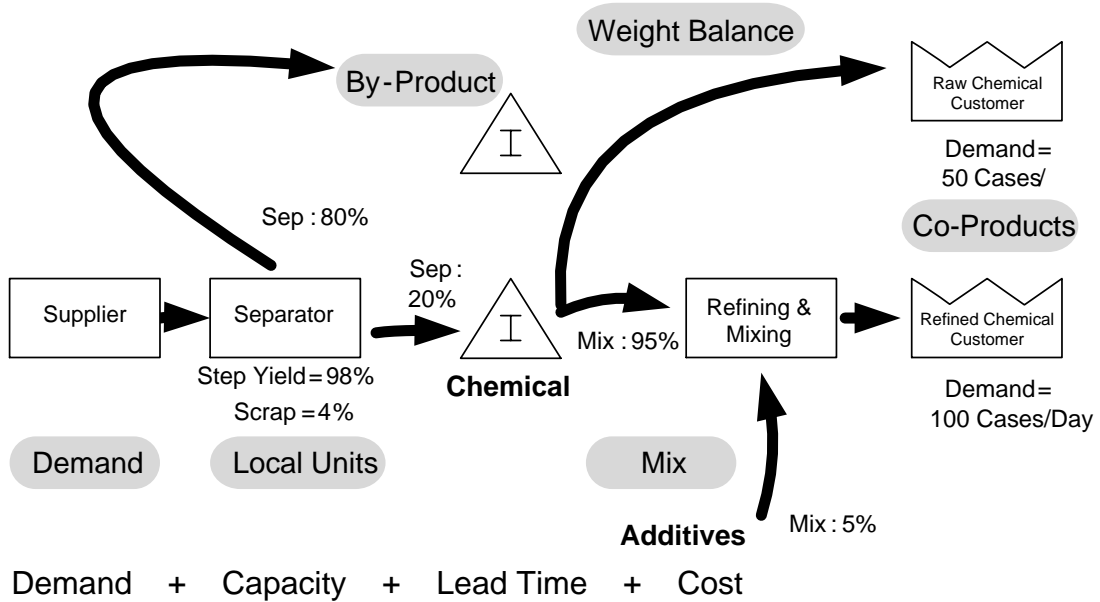 Weight Balance
By-Product
I
Raw Chemical
Customer
Demand=
50 Cases/
Sep : 80%
Co-Products
Supplier
Separator
Sep :
20%
I
Mix : 95%
Refining &
Mixing
Refined Chemical
Customer
Step Yield=98%
Scrap =4%
Chemical
Demand=
100 Cases/Day
Demand
Local Units
Mix
Additives
Mix : 5%
Demand + Capacity + Lead Time + Cost